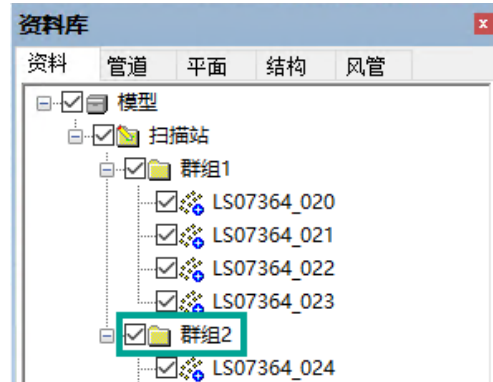 资料库
资料 管道 平面 结构 风管
模型
扫描站
群组1
LS07364_020
LS07364_021
LS07364_022
LS07364_023
群组2
LS07364_024